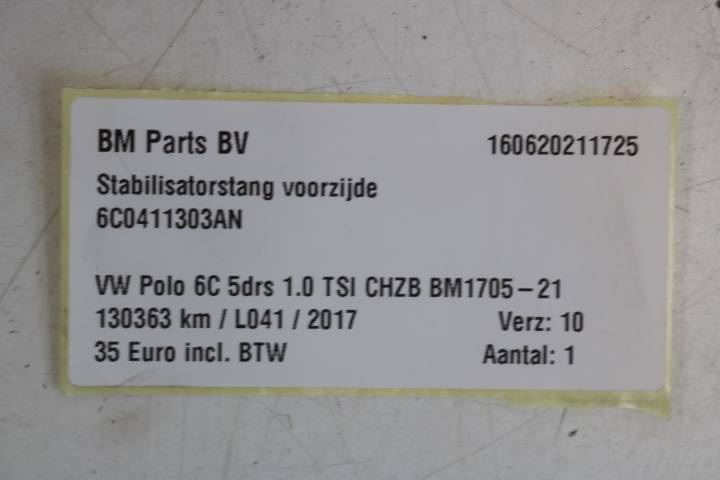 BM Parts BV 160620211725
Stabilisatorstang voorzijde
6C0411303AN
VW Polo 6C 5drs 1.0 TSI CHZB BM1705-21
130363 km / L041 / 2017 Verz: 10
35 Euro incl. BTW Aantal: 1